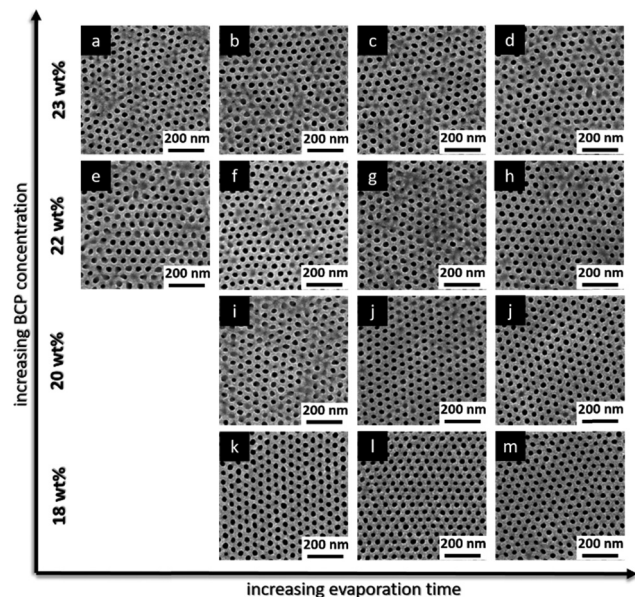 increasing BCP concentration
23 wt%
a
b
c
d
200 nm
200 nm
200 nm
200 nm
22 wt%
e
f
g
h
200 nm
200 nm
200 nm
200 nm
20 wt%
i
j
j
200 nm
200 nm
200 nm
18 wt%
k
l
m
200 nm
200 nm
200 nm
increasing evaporation time